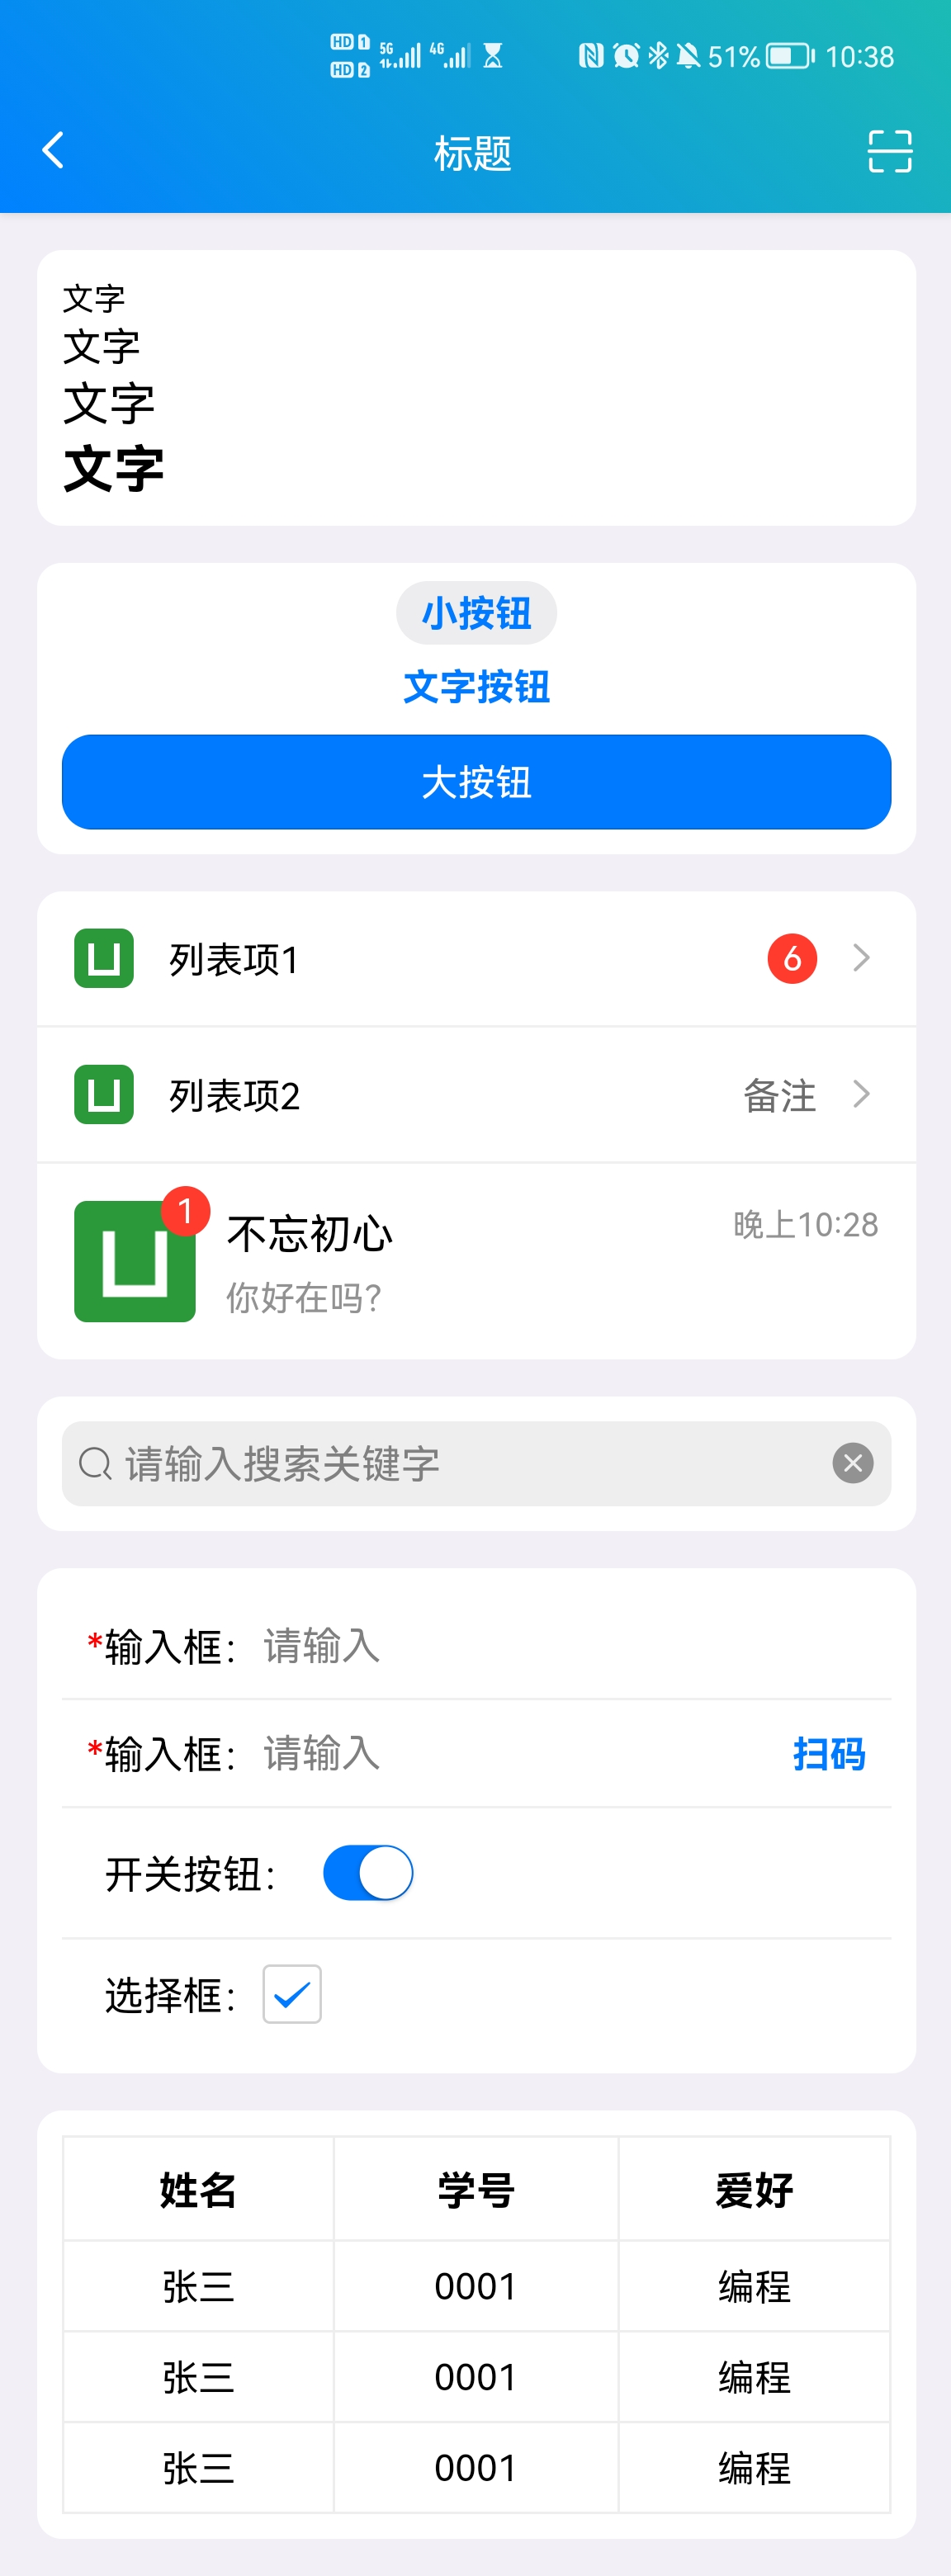 HD 1 5G 4G 51% 10:38
HD 2
标题
文字
文字
文字
文字
小按钮
文字按钮
大按钮
列表项1 6
列表项2 备注
1
不忘初心 晚上10:28
你好在吗?
请输入搜索关键字
*输入框: 请输入
*输入框: 请输入 扫码
开关按钮:
选择框:
姓名 学号 爱好
张三 0001 编程
张三 0001 编程
张三 0001 编程